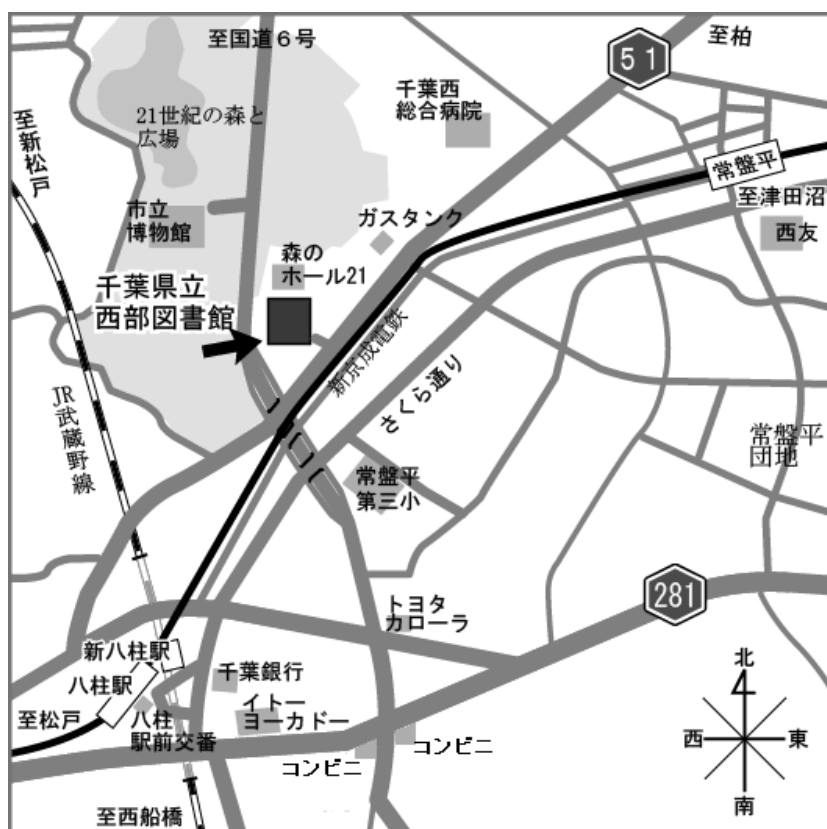 至国道6号
51
至柏
千葉西
総合病院
至新松戸
21世紀の森と
広場
常盤平
至津田沼
西友
市立
博物館
ガスタンク
森の
ホール21
千葉県立
西部図書館
新京成電鉄
さくら通り
JR武蔵野線
常盤平
団地
常盤平
第三小
281
トヨタ
カローラ
新八柱駅
八柱駅
千葉銀行
至松戸
八柱
駅前交番
イトー
ヨーカドー
コンビニ
コンビニ
至西船橋
北
西
東
南